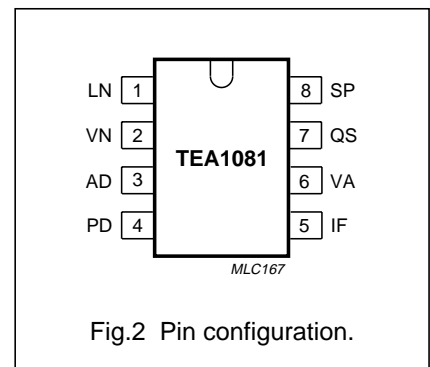 LN 1 8 SP
VN 2 7 QS
TEA1081
AD 3 6 VA
PD 4 5 IF
MLC167
Fig.2 Pin configuration.